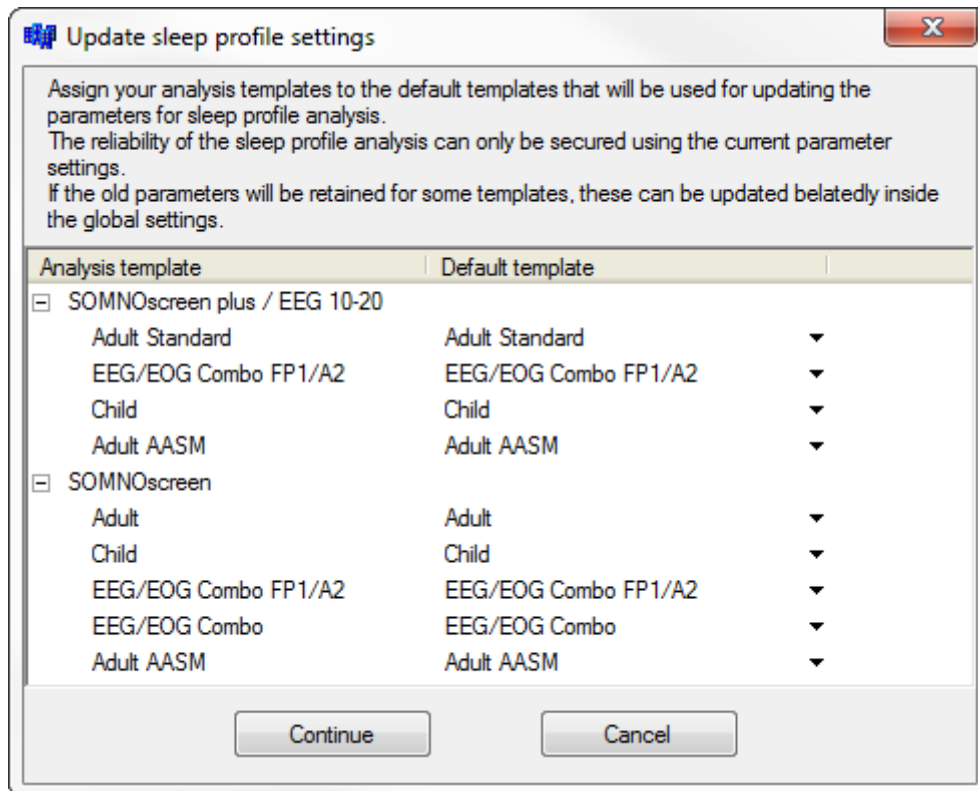 Update sleep profile settings
Assign your analysis templates to the default templates that will be used for updating the
parameters for sleep profile analysis.
The reliability of the sleep profile analysis can only be secured using the current parameter
settings.
If the old parameters will be retained for some templates, these can be updated belatedly inside
the global settings.
Analysis template Default template
SOMNOscreen plus / EEG 10-20
Adult Standard Adult Standard
EEG/EOG Combo FP1/A2 EEG/EOG Combo FP1/A2
Child Child
Adult AASM Adult AASM
SOMNOscreen
Adult Adult
Child Child
EEG/EOG Combo FP1/A2 EEG/EOG Combo FP1/A2
EEG/EOG Combo EEG/EOG Combo
Adult AASM Adult AASM
Continue Cancel